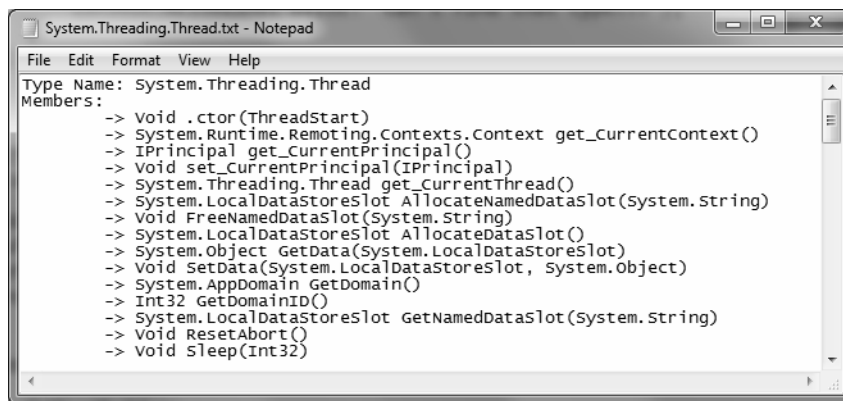 System.Threading.Thread.txt - Notepad
File Edit Format View Help
Type Name: System.Threading.Thread
Members:
-> Void .ctor(ThreadStart)
-> System.Runtime.Remoting.Contexts.Context get_CurrentContext()
-> IPrincipal get_CurrentPrincipal()
-> Void set_CurrentPrincipal(IPrincipal)
-> System.Threading.Thread get_CurrentThread()
-> System.LocalDataStoreSlot AllocateNamedDataSlot(System.String)
-> Void FreeNamedDataSlot(System.String)
-> System.LocalDataStoreSlot AllocateDataSlot()
-> System.Object GetData(System.LocalDataStoreSlot)
-> Void SetData(System.LocalDataStoreSlot, System.Object)
-> System.AppDomain GetDomain()
-> Int32 GetDomainID()
-> System.LocalDataStoreSlot GetNamedDataSlot(System.String)
-> Void ResetAbort()
-> Void Sleep(Int32)